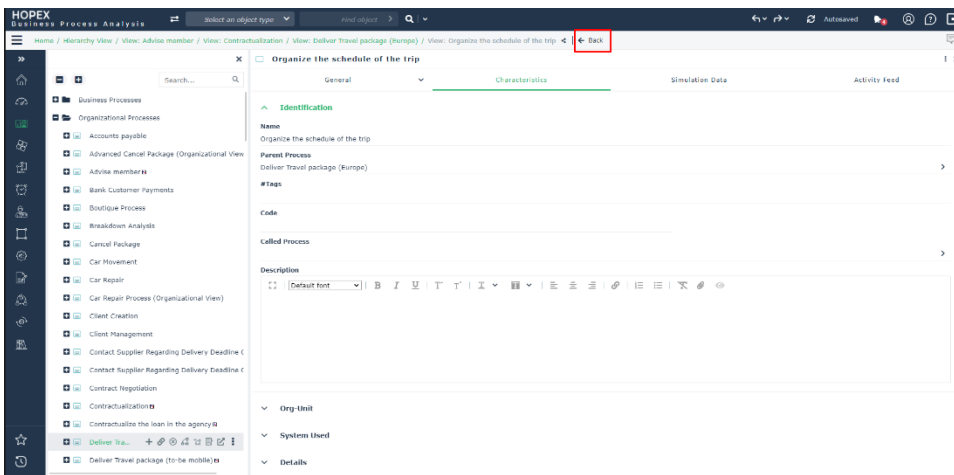 HOPEX
Business Process Analysis
Select an object type
Find object
Autosaved
Home / Hierarchy View / View: Advise member / View: Contractualization / View: Deliver Travel package (Europe) / View: Organize the schedule of the trip
Back
Search...
Business Processes
Organizational Processes
Accounts payable
Advanced Cancel Package (Organizational View
Advise member
Bank Customer Payments
Boutique Process
Breakdown Analysis
Cancel Package
Car Movement
Car Repair
Car Repair Process (Organizational View)
Client Creation
Client Management
Contact Supplier Regarding Delivery Deadline (
Contact Supplier Regarding Delivery Deadline (
Contract Negotiation
Contractualization
Contractualize the loan in the agency
Deliver Tra...
Deliver Travel package (to-be mobile)
Organize the schedule of the trip
General
Characteristics
Simulation Data
Activity Feed
Identification
Name
Organize the schedule of the trip
Parent Process
Deliver Travel package (Europe)
#Tags
Code
Called Process
Description
Default font
B I U
Org-Unit
System Used
Details